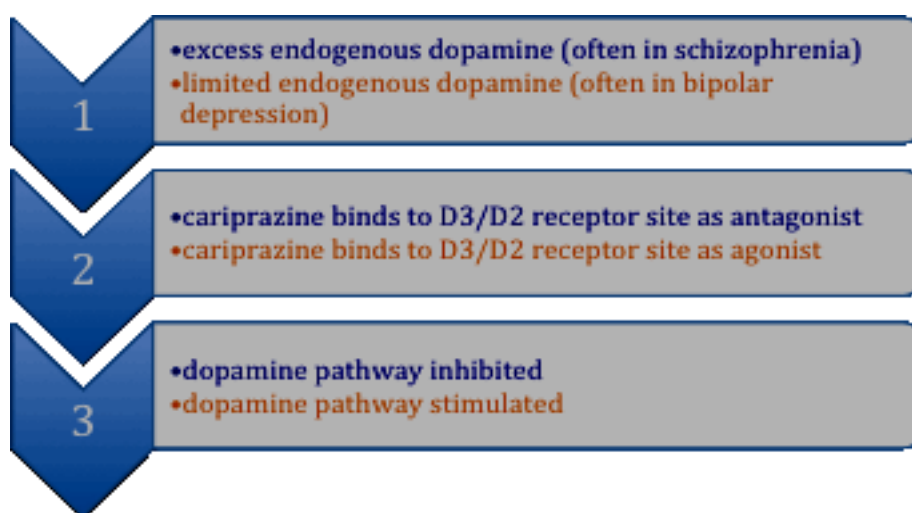 1
•excess endogenous dopamine (often in schizophrenia)
•limited endogenous dopamine (often in bipolar
depression)
2
•cariprazine binds to D3/D2 receptor site as antagonist
•cariprazine binds to D3/D2 receptor site as agonist
3
•dopamine pathway inhibited
•dopamine pathway stimulated